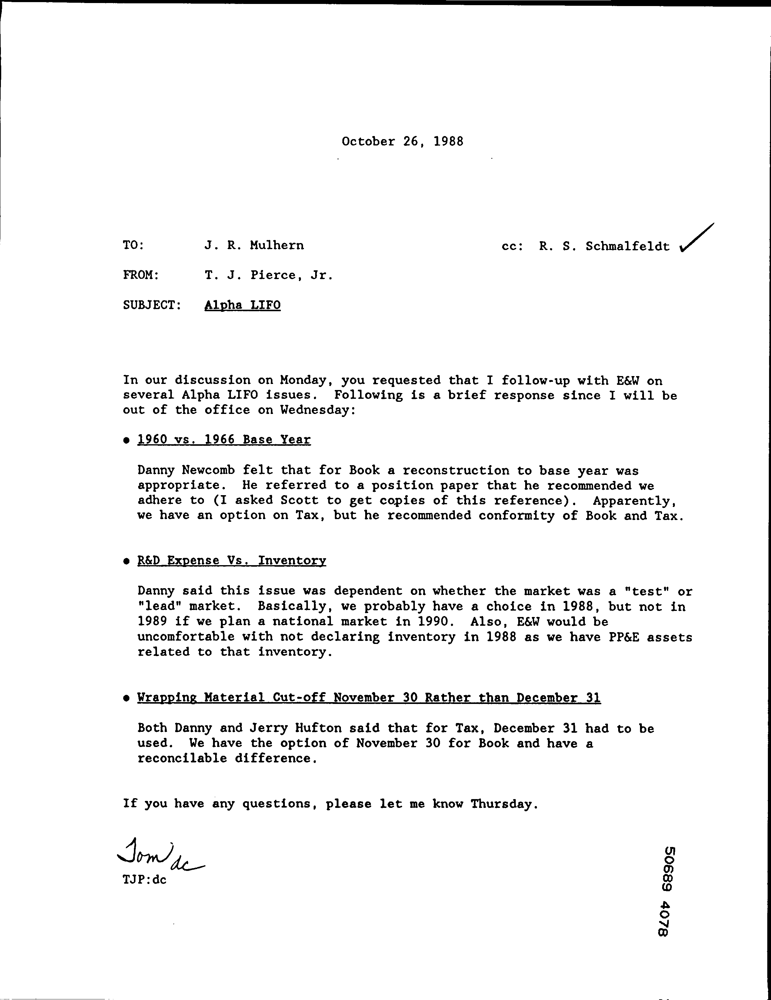 October 26, 1988
TO: J. R. Mulhern cc: R. S. Schmalfeldt ✓
FROM: T. J. Pierce, Jr.
SUBJECT: Alpha LIFO
In our discussion on Monday, you requested that I follow-up with E&W on
several Alpha LIFO issues. Following is a brief response since I will be
out of the office on Wednesday:
• 1960 vs. 1966 Base Year
Danny Newcomb felt that for Book a reconstruction to base year was
appropriate. He referred to a position paper that he recommended we
adhere to (I asked Scott to get copies of this reference). Apparently,
we have an option on Tax, but he recommended conformity of Book and Tax.
• R&D Expense Vs. Inventory
Danny said this issue was dependent on whether the market was a "test" or
"lead" market. Basically, we probably have a choice in 1988, but not in
1989 if we plan a national market in 1990. Also, E&W would be
uncomfortable with not declaring inventory in 1988 as we have PP&E assets
related to that inventory.
• Wrapping Material Cut-off November 30 Rather than December 31
Both Danny and Jerry Hufton said that for Tax, December 31 had to be
used. We have the option of November 30 for Book and have a
reconcilable difference.
If you have any questions, please let me know Thursday.
Tom/dc
TJP:dc
50689 4078